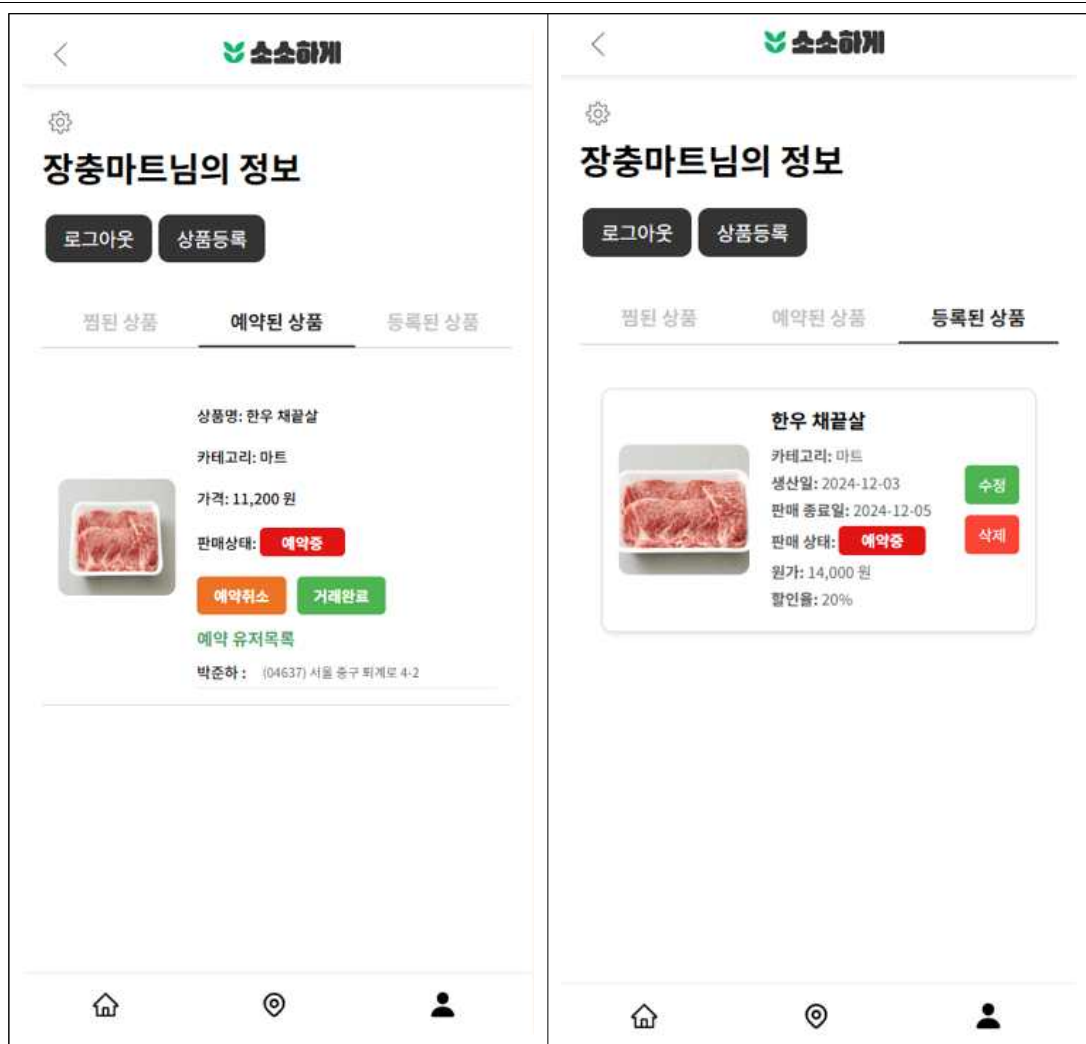 소소하게
장충마트님의 정보
로그아웃 상품등록
찜된 상품 예약된 상품 등록된 상품
상품명: 한우 채끝살
카테고리: 마트
가격: 11,200 원
판매상태: 예약중
예약취소 거래완료
예약 유저목록
박준하 : (04637) 서울 중구 퇴계로 4-2
소소하게
장충마트님의 정보
로그아웃 상품등록
찜된 상품 예약된 상품 등록된 상품
한우 채끝살
카테고리: 마트
생산일: 2024-12-03
판매 종료일: 2024-12-05
판매 상태: 예약중
원가: 14,000 원
할인율: 20%
수정
삭제